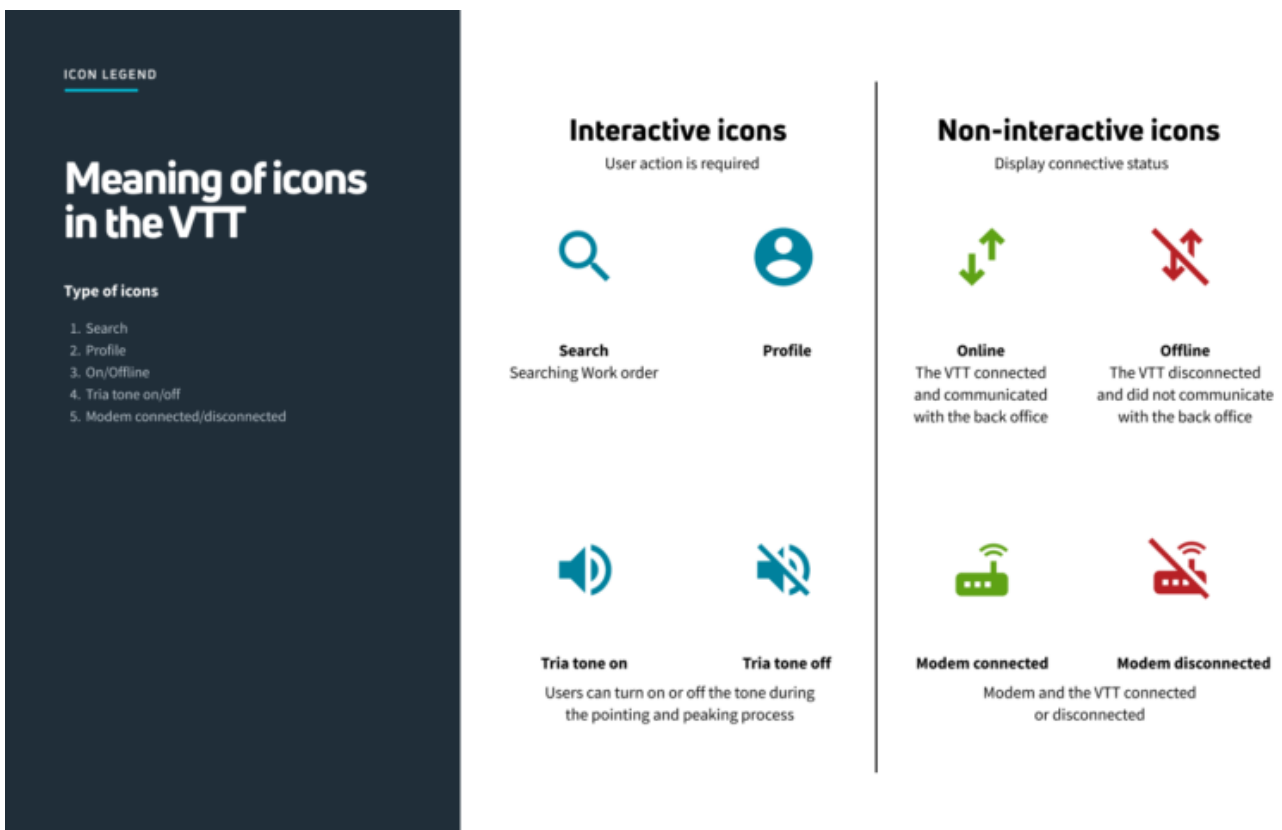 ICON LEGEND
Meaning of icons
in the VTT
Type of icons
1. Search
2. Profile
3. On/Offline
4. Tria tone on/off
5. Modem connected/disconnected
Interactive icons
User action is required
Search
Searching Work order
Profile
Tria tone on
Tria tone off
Users can turn on or off the tone during
the pointing and peaking process
Non-interactive icons
Display connective status
Online
The VTT connected
and communicated
with the back office
Offline
The VTT disconnected
and did not communicate
with the back office
Modem connected
Modem disconnected
Modem and the VTT connected
or disconnected